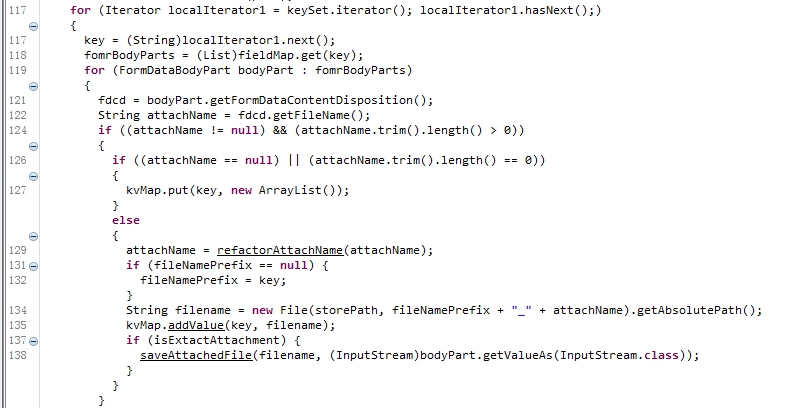 117 for (Iterator localIterator1 = keySet.iterator(); localIterator1.hasNext();)
{
117 key = (String)localIterator1.next();
118 fomrBodyParts = (List)fieldMap.get(key);
119 for (FormDataBodyPart bodyPart : fomrBodyParts)
{
121 fdcd = bodyPart.getFormDataContentDisposition();
122 String attachName = fdcd.getFileName();
124 if ((attachName != null) && (attachName.trim().length() > 0))
{
126 if ((attachName == null) || (attachName.trim().length() == 0))
{
127 kvMap.put(key, new ArrayList());
}
else
{
129 attachName = refactorAttachName(attachName);
131 if (fileNamePrefix == null) {
132 fileNamePrefix = key;
}
134 String filename = new File(storePath, fileNamePrefix + "_" + attachName).getAbsolutePath();
135 kvMap.addValue(key, filename);
137 if (isExtactAttachment) {
138 saveAttachedFile(filename, (InputStream)bodyPart.getValueAs(InputStream.class));
}
}
}